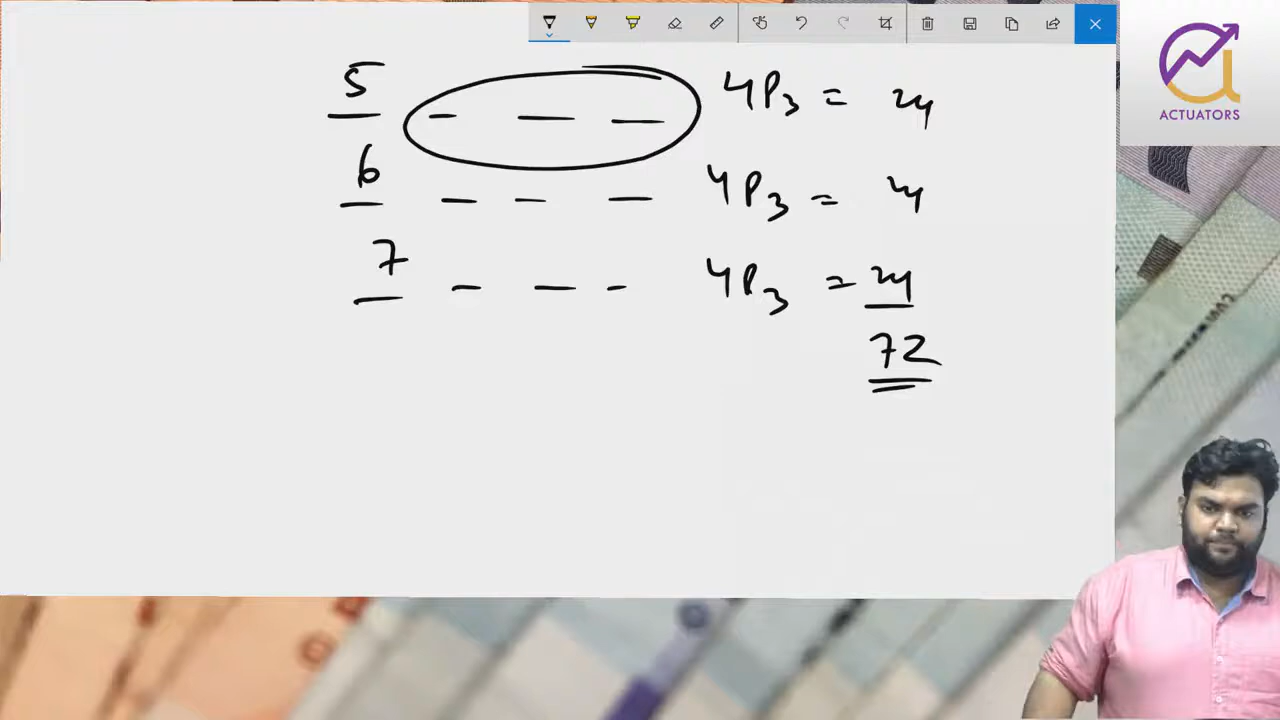 5 _ _ _ 4P3 = 24
6 _ _ _ 4P3 = 24
7 _ _ _ 4P3 = 24
72
ACTUATORS